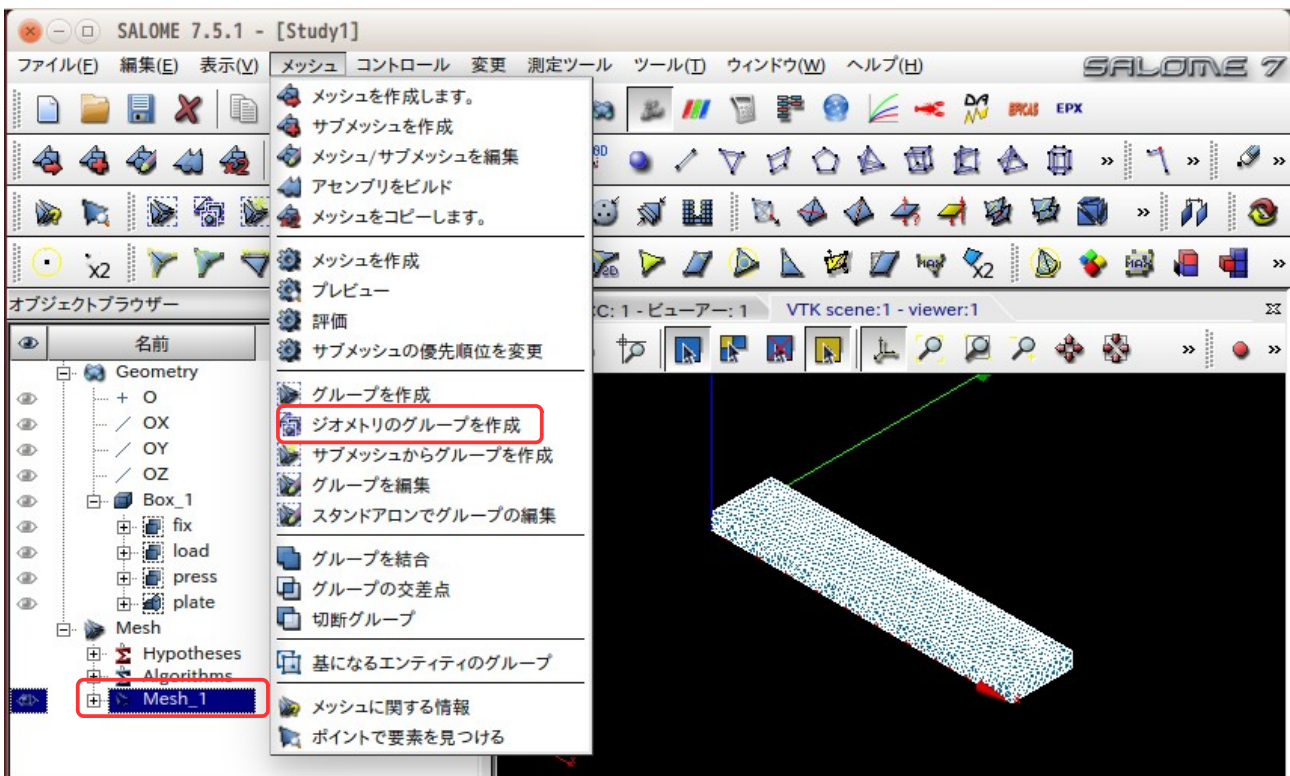 SALOME 7.5.1 - [Study1]
ファイル(F) 編集(E) 表示(V) メッシュ コントロール 変更 測定ツール ツール(T) ウィンドウ(W) ヘルプ(H) SALOME 7
メッシュを作成します。
サブメッシュを作成
メッシュ/サブメッシュを編集
アセンブリをビルド
メッシュをコピーします。
メッシュを作成
プレビュー
評価
サブメッシュの優先順位を変更
グループを作成
ジオメトリのグループを作成
サブメッシュからグループを作成
グループを編集
スタンドアロンでグループの編集
グループを結合
グループの交差点
切断グループ
基になるエンティティのグループ
メッシュに関する情報
ポイントで要素を見つける
EPX
x2
MAX
x2
MAX
オブジェクトブラウザー
CC: 1 - ビューアー: 1 VTK scene:1 - viewer:1
名前
Geometry
O
OX
OY
OZ
Box_1
fix
load
press
plate
Mesh
Hypotheses
Algorithms
Mesh_1